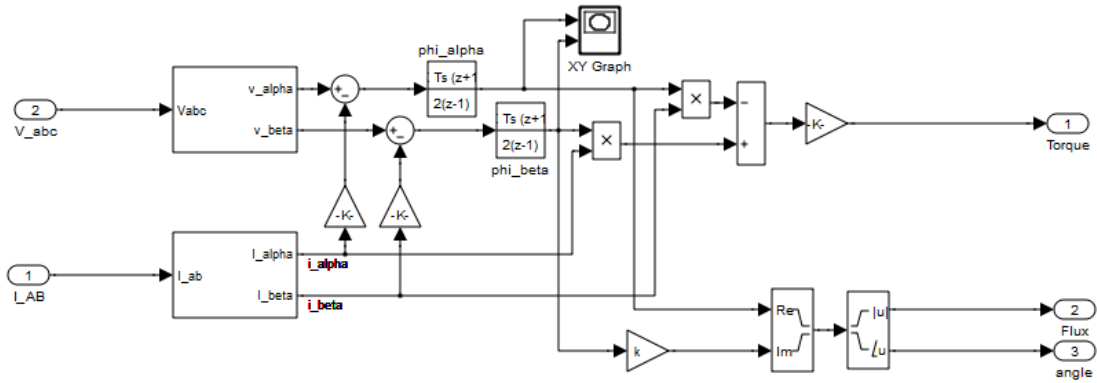 phi_alpha
XY Graph
Ts (z+1
2(z-1)
v_alpha
2
V_abc
Vabc
+
−
×
−
+
-K-
1
Torque
v_beta
+
−
Ts (z+1
2(z-1)
phi_beta
×
-K-
-K-
I_alpha
i_alpha
1
I_AB
I_ab
I_beta
i_beta
Re
Im
|u|
∠u
2
Flux
k
3
angle